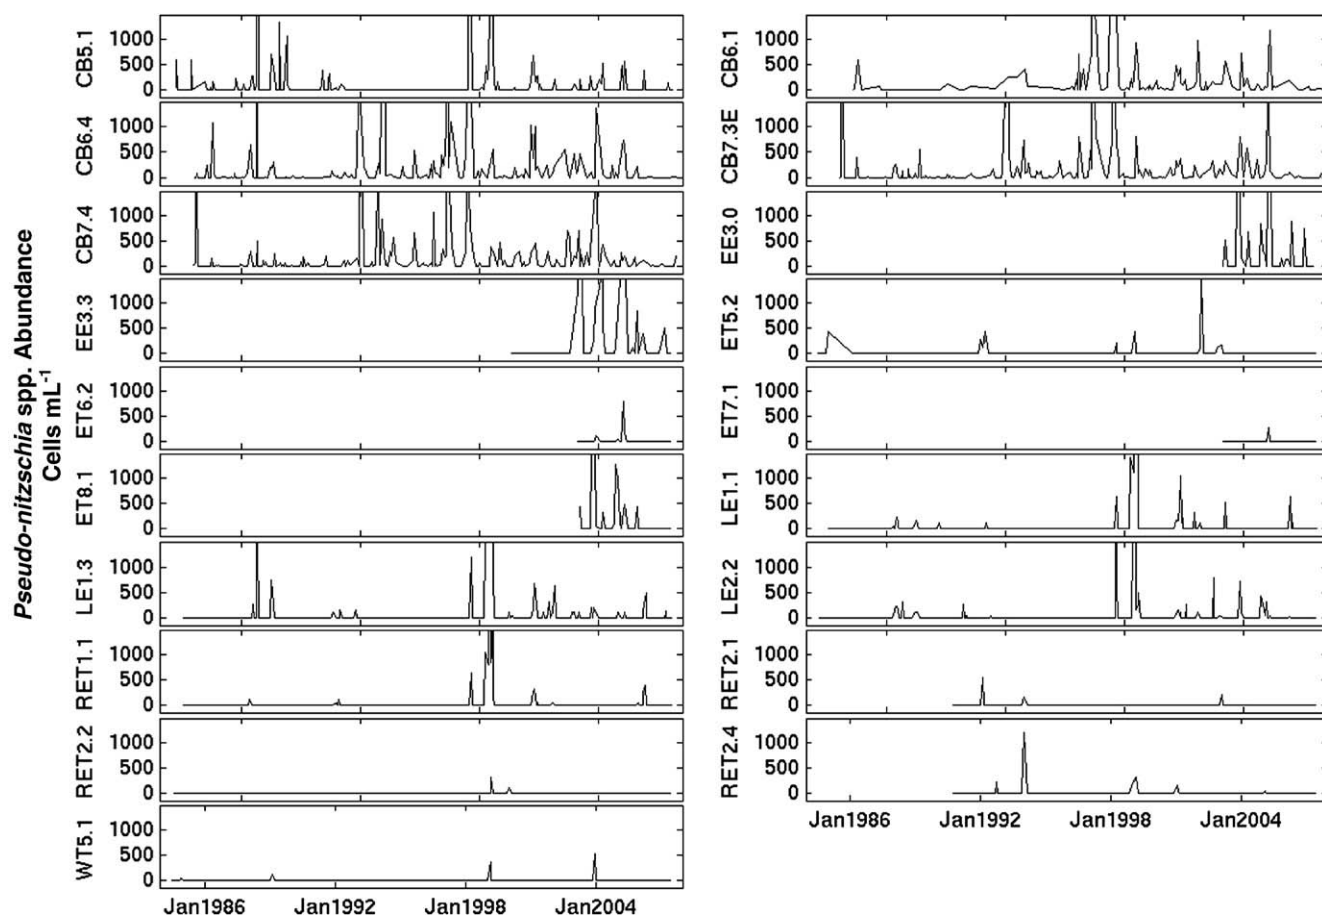 Pseudo-nitzschia spp. Abundance
Cells mL-1
CB5.1
1000
500
0
CB6.1
1000
500
0
CB6.4
1000
500
0
CB7.3E
1000
500
0
CB7.4
1000
500
0
EE3.0
1000
500
0
EE3.3
1000
500
0
ET5.2
1000
500
0
ET6.2
1000
500
0
ET7.1
1000
500
0
ET8.1
1000
500
0
LE1.1
1000
500
0
LE1.3
1000
500
0
LE2.2
1000
500
0
RET1.1
1000
500
0
RET2.1
1000
500
0
RET2.2
1000
500
0
RET2.4
1000
500
0
Jan1986 Jan1992 Jan1998 Jan2004
WT5.1
1000
500
0
Jan1986 Jan1992 Jan1998 Jan2004